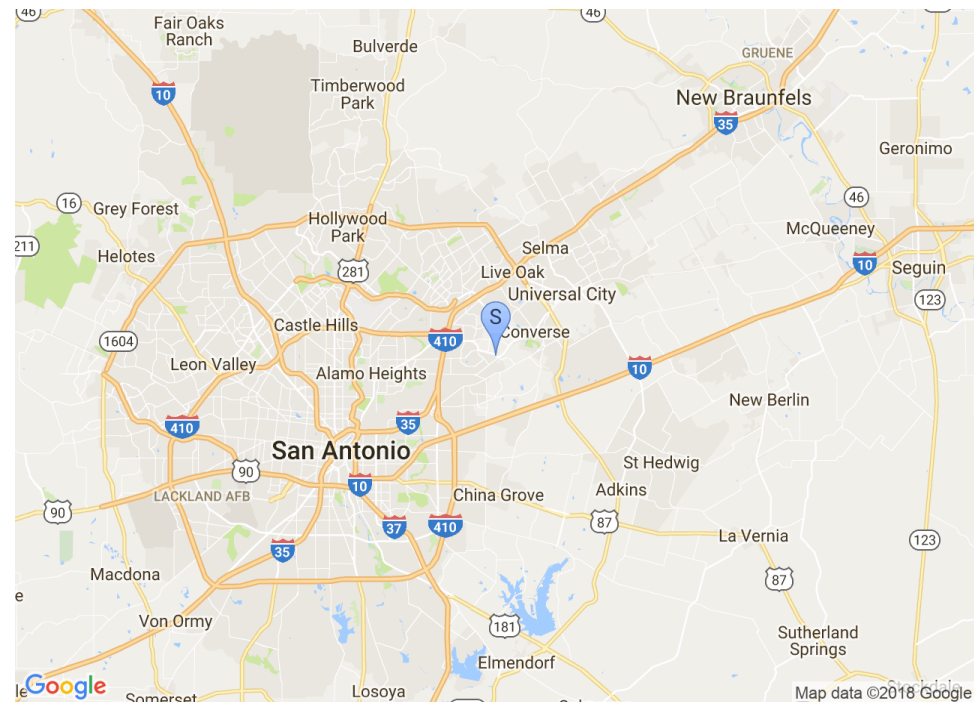 46
46
Fair Oaks
Ranch
Bulverde
GRUENE
Timberwood
Park
10
New Braunfels
35
Geronimo
16
Grey Forest
46
Hollywood
Park
McQueeney
211
Helotes
Selma
281
Live Oak
10
Seguin
Universal City
123
S
Castle Hills
Converse
1604
410
Leon Valley
Alamo Heights
10
New Berlin
410
35
San Antonio
90
St Hedwig
10
LACKLAND AFB
China Grove
Adkins
90
37
410
87
La Vernia
35
123
Macdona
87
e
Von Ormy
181
Sutherland
Springs
Elmendorf
Google
Losoya
Somerset
Stockdale
Map data ©2018 Google